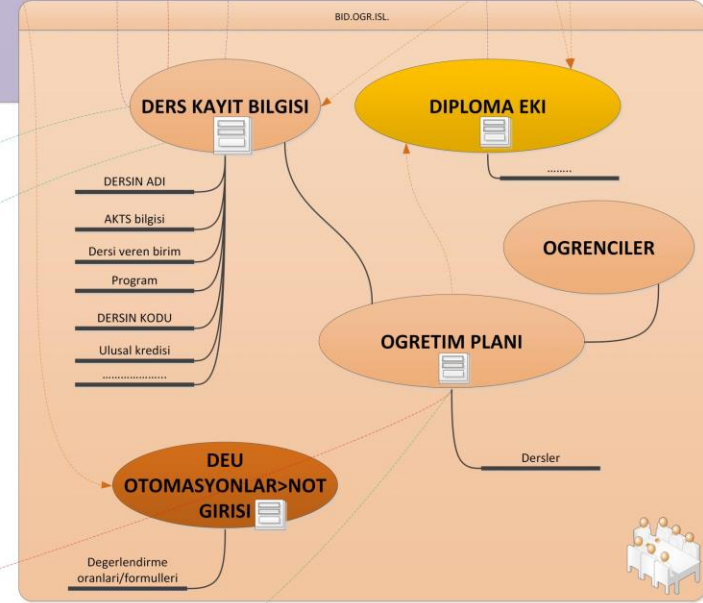 BID.OGR.ISL.
DERS KAYIT BILGISI
DIPLOMA EKI
DERSIN ADI
AKTS bilgisi
Dersi veren birim
Program
DERSIN KODU
Ulusal kredisi
.....................
........
OGRENCILER
OGRETIM PLANI
Dersler
DEU
OTOMASYONLAR>NOT
GIRISI
Degerlendirme
oranlari/formulleri